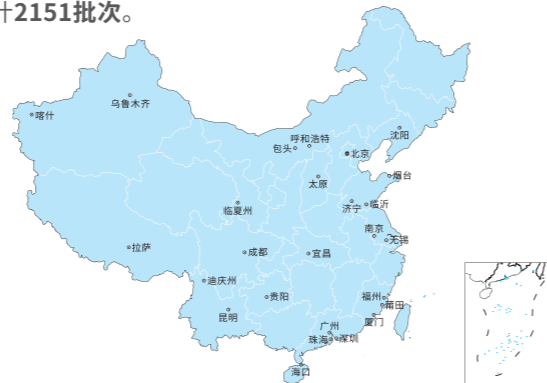 计2151批次。
乌鲁木齐
喀什
沈阳
呼和浩特
包头
北京
烟台
太原
临夏州
济宁
临沂
南京
无锡
拉萨
成都
宜昌
迪庆州
贵阳
福州
莆田
昆明
厦门
广州
珠海
深圳
海口